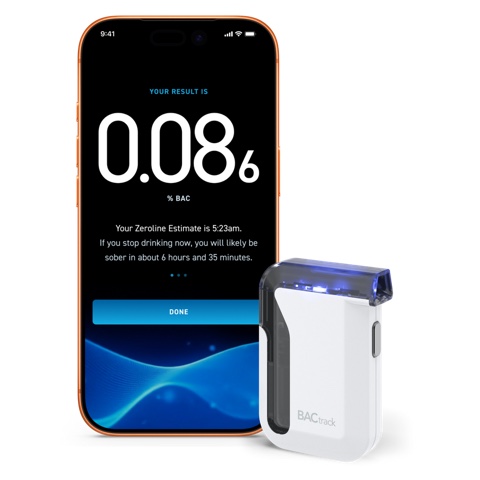 9:41
YOUR RESULT IS
0.086
% BAC
Your Zeroline Estimate is 5:23am.
If you stop drinking now, you will likely be
sober in about 6 hours and 35 minutes.
DONE
BACtrack